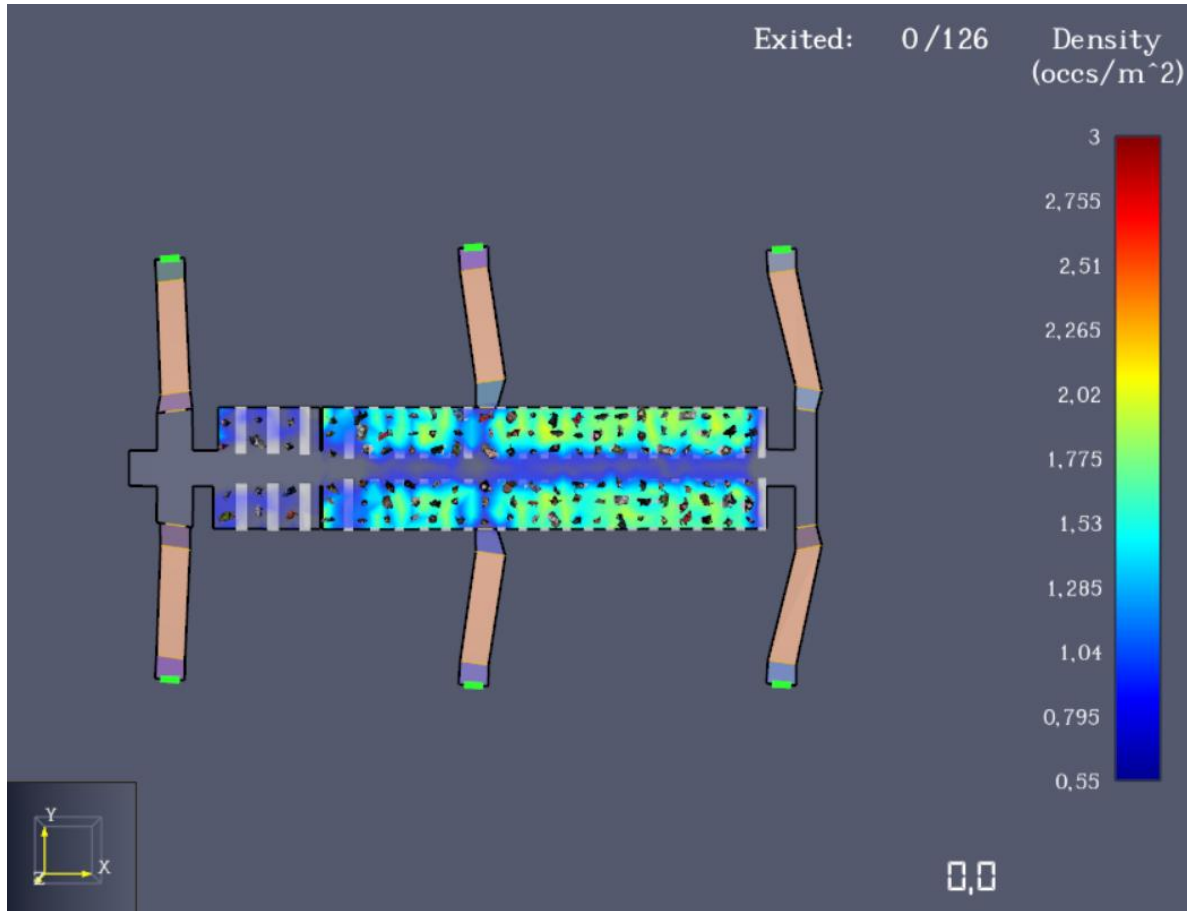 Exited: 0/126
Density
(occs/m^2)
3
2,755
2,51
2,265
2,02
1,775
1,53
1,285
1,04
0,795
0,55
Y
X
Z
0,0